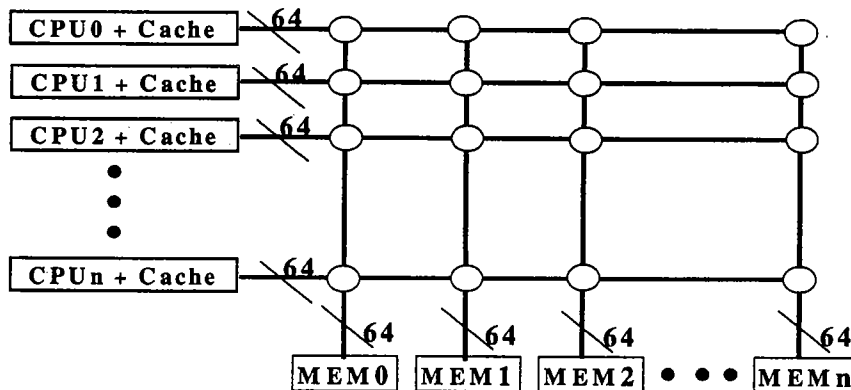 CPU0 + Cache 64
CPU1 + Cache 64
CPU2 + Cache 64
CPUn + Cache 64
64 64 64 64
MEM0 MEM1 MEM2 MEMn